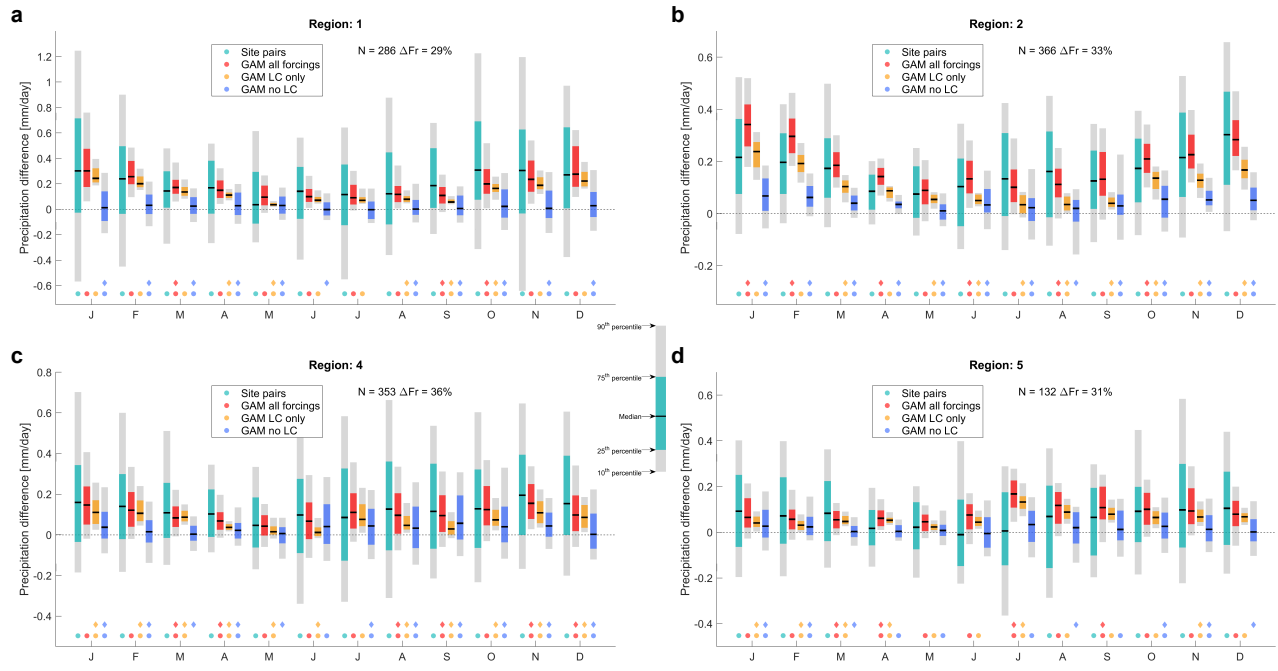 a
Region: 1
N = 286 ΔFr = 29%
Site pairs
GAM all forcings
GAM LC only
GAM no LC
Precipitation difference [mm/day]
1.2
1
0.8
0.6
0.4
0.2
0
-0.2
-0.4
-0.6
J F M A M J J A S O N D
b
Region: 2
N = 366 ΔFr = 33%
Site pairs
GAM all forcings
GAM LC only
GAM no LC
Precipitation difference [mm/day]
0.6
0.4
0.2
0
-0.2
J F M A M J J A S O N D
90th percentile
75th percentile
Median
25th percentile
10th percentile
c
Region: 4
N = 353 ΔFr = 36%
Site pairs
GAM all forcings
GAM LC only
GAM no LC
Precipitation difference [mm/day]
0.8
0.6
0.4
0.2
0
-0.2
-0.4
J F M A M J J A S O N D
d
Region: 5
N = 132 ΔFr = 31%
Site pairs
GAM all forcings
GAM LC only
GAM no LC
Precipitation difference [mm/day]
0.6
0.4
0.2
0
-0.2
-0.4
J F M A M J J A S O N D